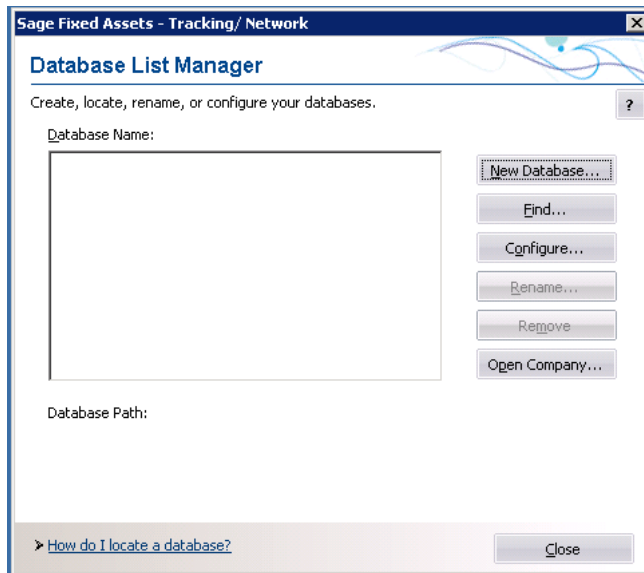 Sage Fixed Assets - Tracking/ Network
Database List Manager
Create, locate, rename, or configure your databases.
?
Database Name:
New Database...
Find...
Configure...
Rename...
Remove
Open Company...
Database Path:
How do I locate a database?
Close